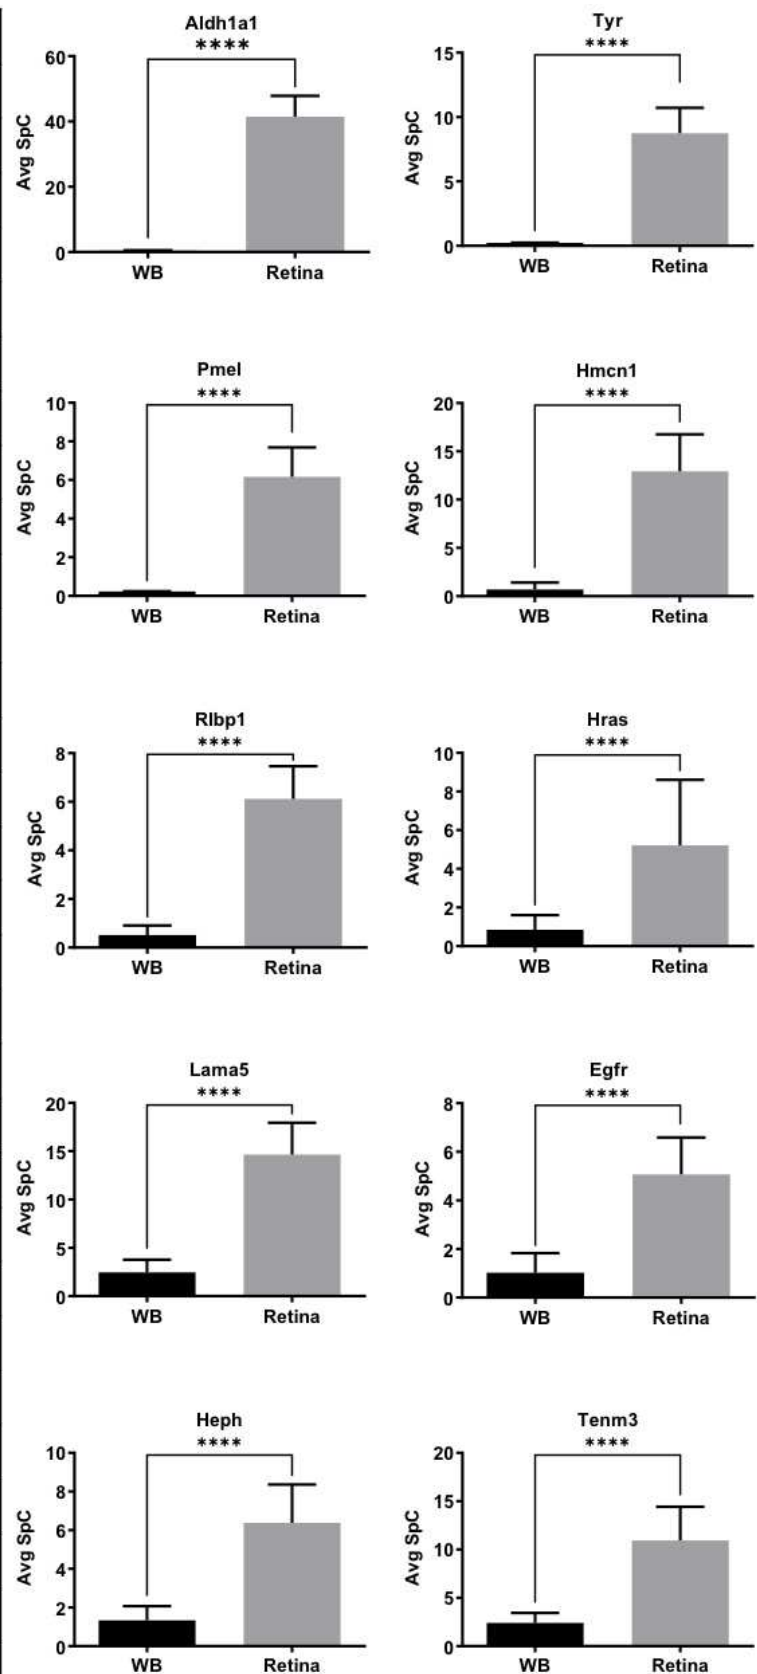 Aldh1a1
****
60
40
20
0
Avg SpC
WB Retina
Tyr
****
15
10
5
0
Avg SpC
WB Retina
Pmel
****
10
8
6
4
2
0
Avg SpC
WB Retina
Hmcn1
****
20
15
10
5
0
Avg SpC
WB Retina
Rlbp1
****
8
6
4
2
0
Avg SpC
WB Retina
Hras
****
10
8
6
4
2
0
Avg SpC
WB Retina
Lama5
****
20
15
10
5
0
Avg SpC
WB Retina
Egfr
****
8
6
4
2
0
Avg SpC
WB Retina
Heph
****
10
8
6
4
2
0
Avg SpC
WB Retina
Tenm3
****
20
15
10
5
0
Avg SpC
WB Retina